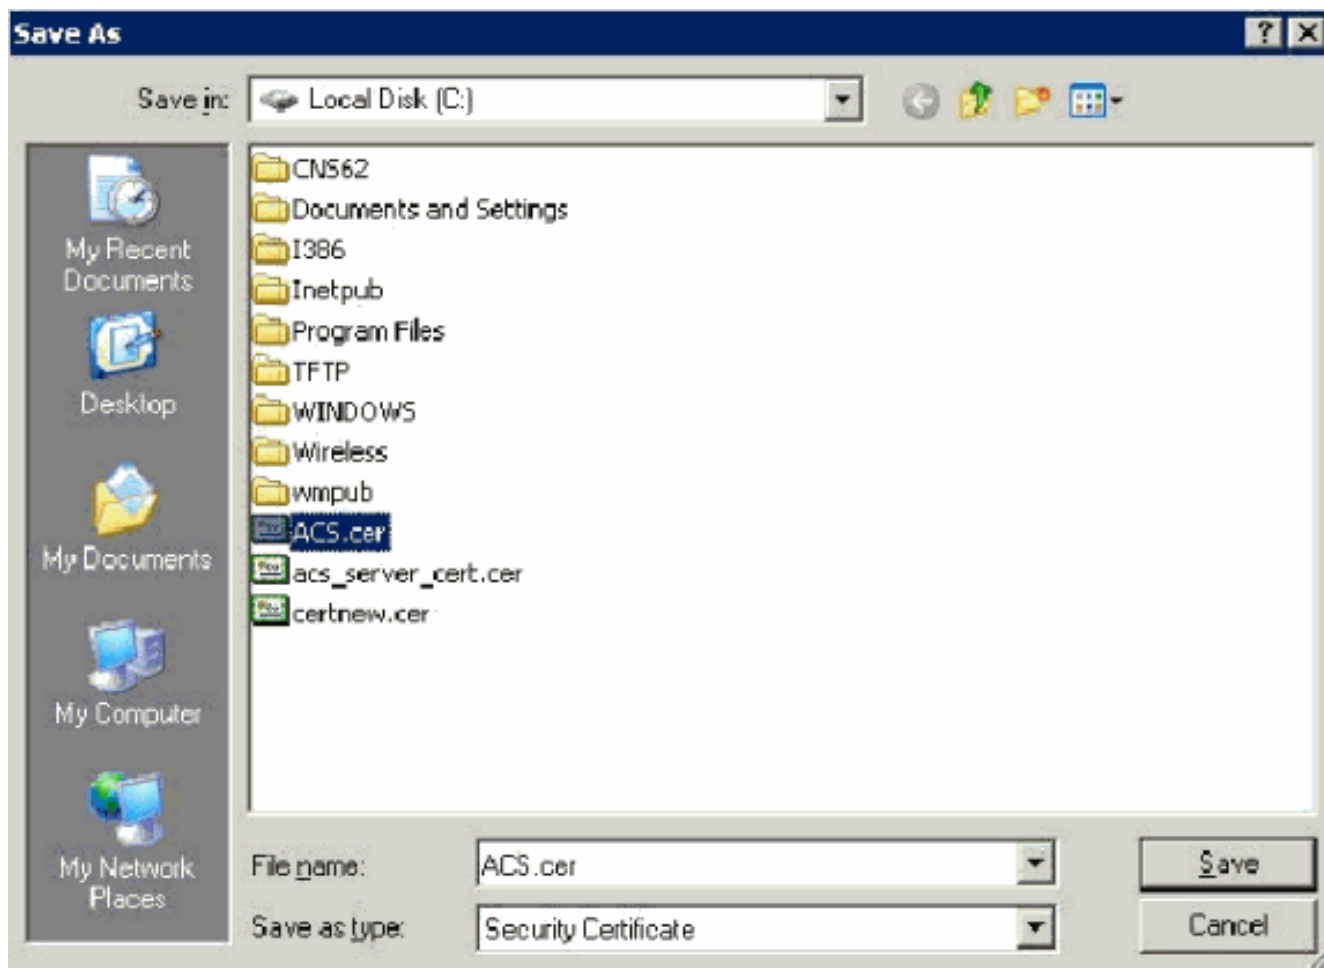 Save As
Save in:
Local Disk (C:)
My Recent
Documents
Desktop
My Documents
My Computer
My Network
Places
CN562
Documents and Settings
I386
Inetpub
Program Files
TFTP
WINDOWS
Wireless
wmpub
ACS.cer
acs_server_cert.cer
certnew.cer
File name:
ACS.cer
Save
Save as type:
Security Certificate
Cancel